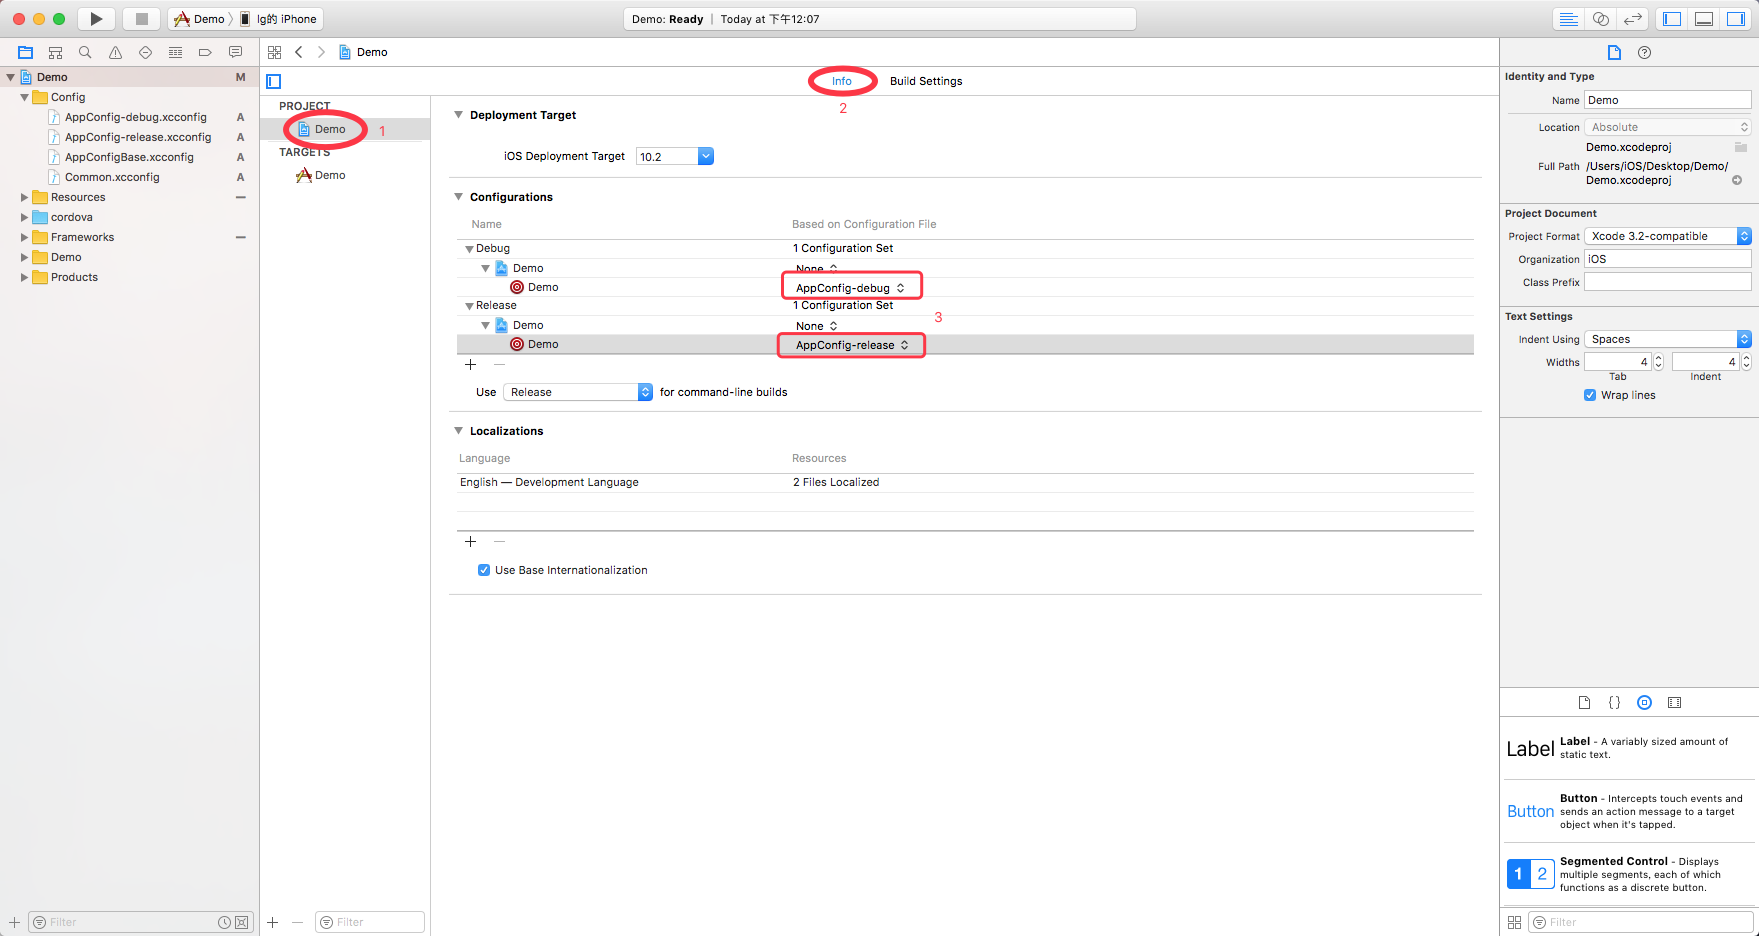 Demo
lg的 iPhone
Demo: Ready
Today at 下午12:07
Demo
Demo
M
Config
AppConfig-debug.xcconfig
A
AppConfig-release.xcconfig
A
AppConfigBase.xcconfig
A
Common.xcconfig
A
Resources
cordova
Frameworks
Demo
Products
Filter
PROJECT
Demo
1
TARGETS
Demo
Filter
Info
Build Settings
2
Deployment Target
iOS Deployment Target
10.2
Configurations
Name
Based on Configuration File
Debug
1 Configuration Set
Demo
None
Demo
AppConfig-debug
Release
1 Configuration Set
3
Demo
None
Demo
AppConfig-release
Use
Release
for command-line builds
Localizations
Language
Resources
English — Development Language
2 Files Localized
Use Base Internationalization
Identity and Type
Name
Demo
Location
Absolute
Demo.xcodeproj
Full Path
/Users/iOS/Desktop/Demo/
Demo.xcodeproj
Project Document
Project Format
Xcode 3.2-compatible
Organization
iOS
Class Prefix
Text Settings
Indent Using
Spaces
Widths
4
4
Tab
Indent
Wrap lines
{}
Label
Label - A variably sized amount of
static text.
Button
Button - Intercepts touch events and
sends an action message to a target
object when it's tapped.
1 2
Segmented Control - Displays
multiple segments, each of which
functions as a discrete button.
Filter